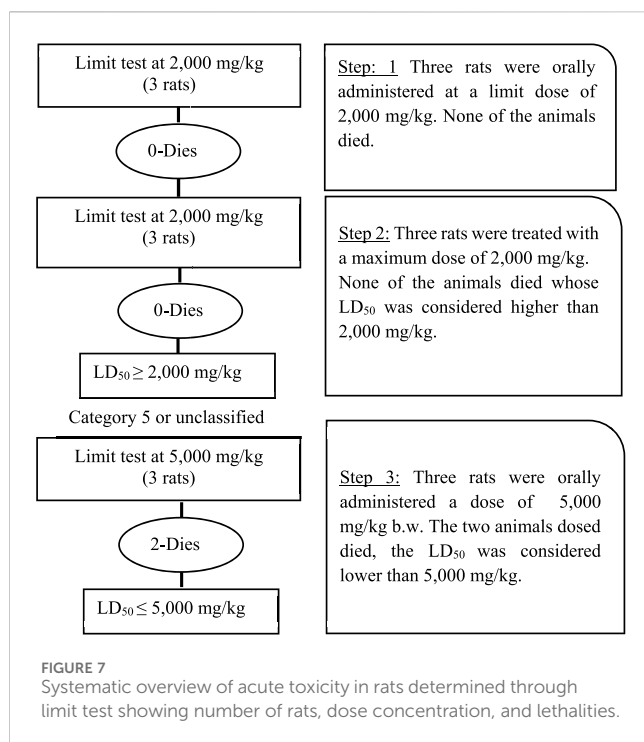 Limit test at 2,000 mg/kg
(3 rats)
0-Dies
Limit test at 2,000 mg/kg
(3 rats)
0-Dies
LD₅₀ ≥ 2,000 mg/kg
Category 5 or unclassified
Limit test at 5,000 mg/kg
(3 rats)
2-Dies
LD₅₀ ≤ 5,000 mg/kg
Step: 1 Three rats were orally
administered at a limit dose of
2,000 mg/kg. None of the animals
died.
Step 2: Three rats were treated with
a maximum dose of 2,000 mg/kg.
None of the animals died whose
LD₅₀ was considered higher than
2,000 mg/kg.
Step 3: Three rats were orally
administered a dose of 5,000
mg/kg b.w. The two animals dosed
died, the LD₅₀ was considered
lower than 5,000 mg/kg.
FIGURE 7
Systematic overview of acute toxicity in rats determined through
limit test showing number of rats, dose concentration, and lethalities.